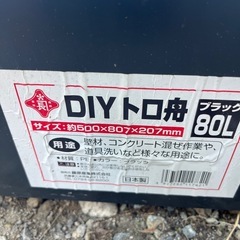 DIYトロ舟
ブラック
80L
サイズ：約500×807×207mm
用途
壁材、コンクリート混ぜ作業や、
道具洗いなど様々な用途に。
日本製